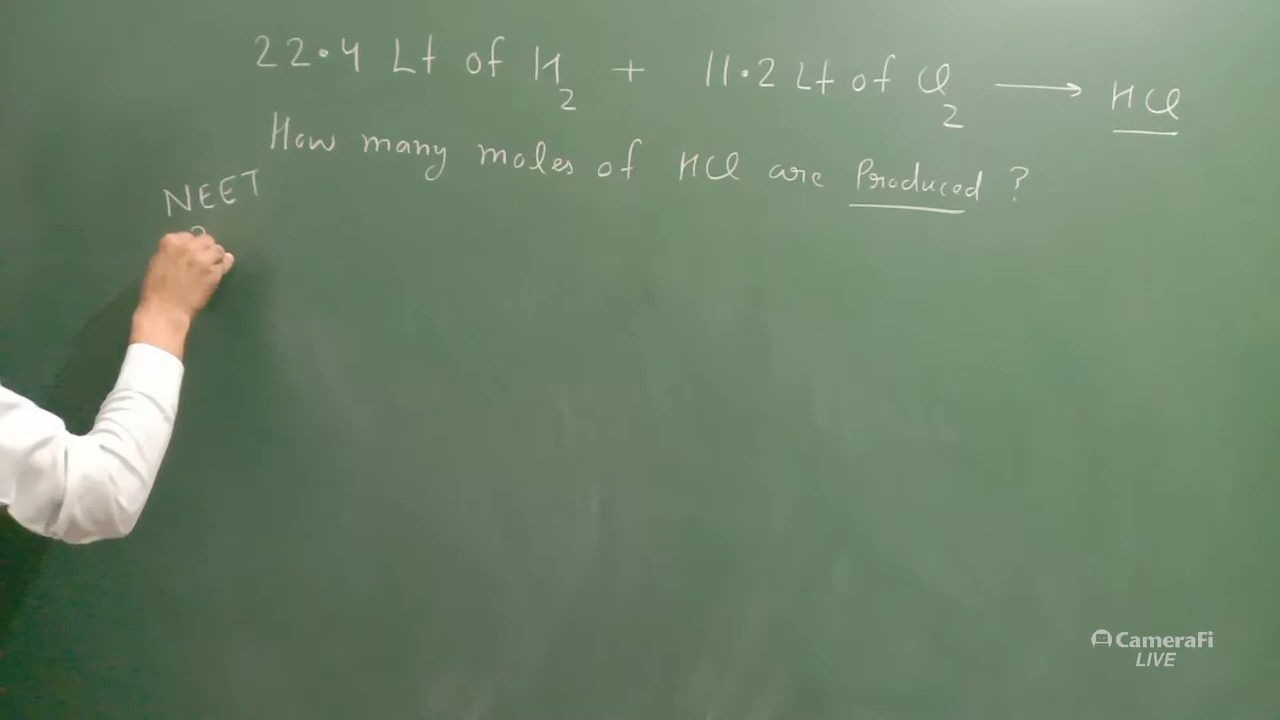 22.4 Lt of H2 + 11.2 Lt of Cl2 → HCl
How many moles of HCl are Produced ?
NEET
CameraFi
LIVE